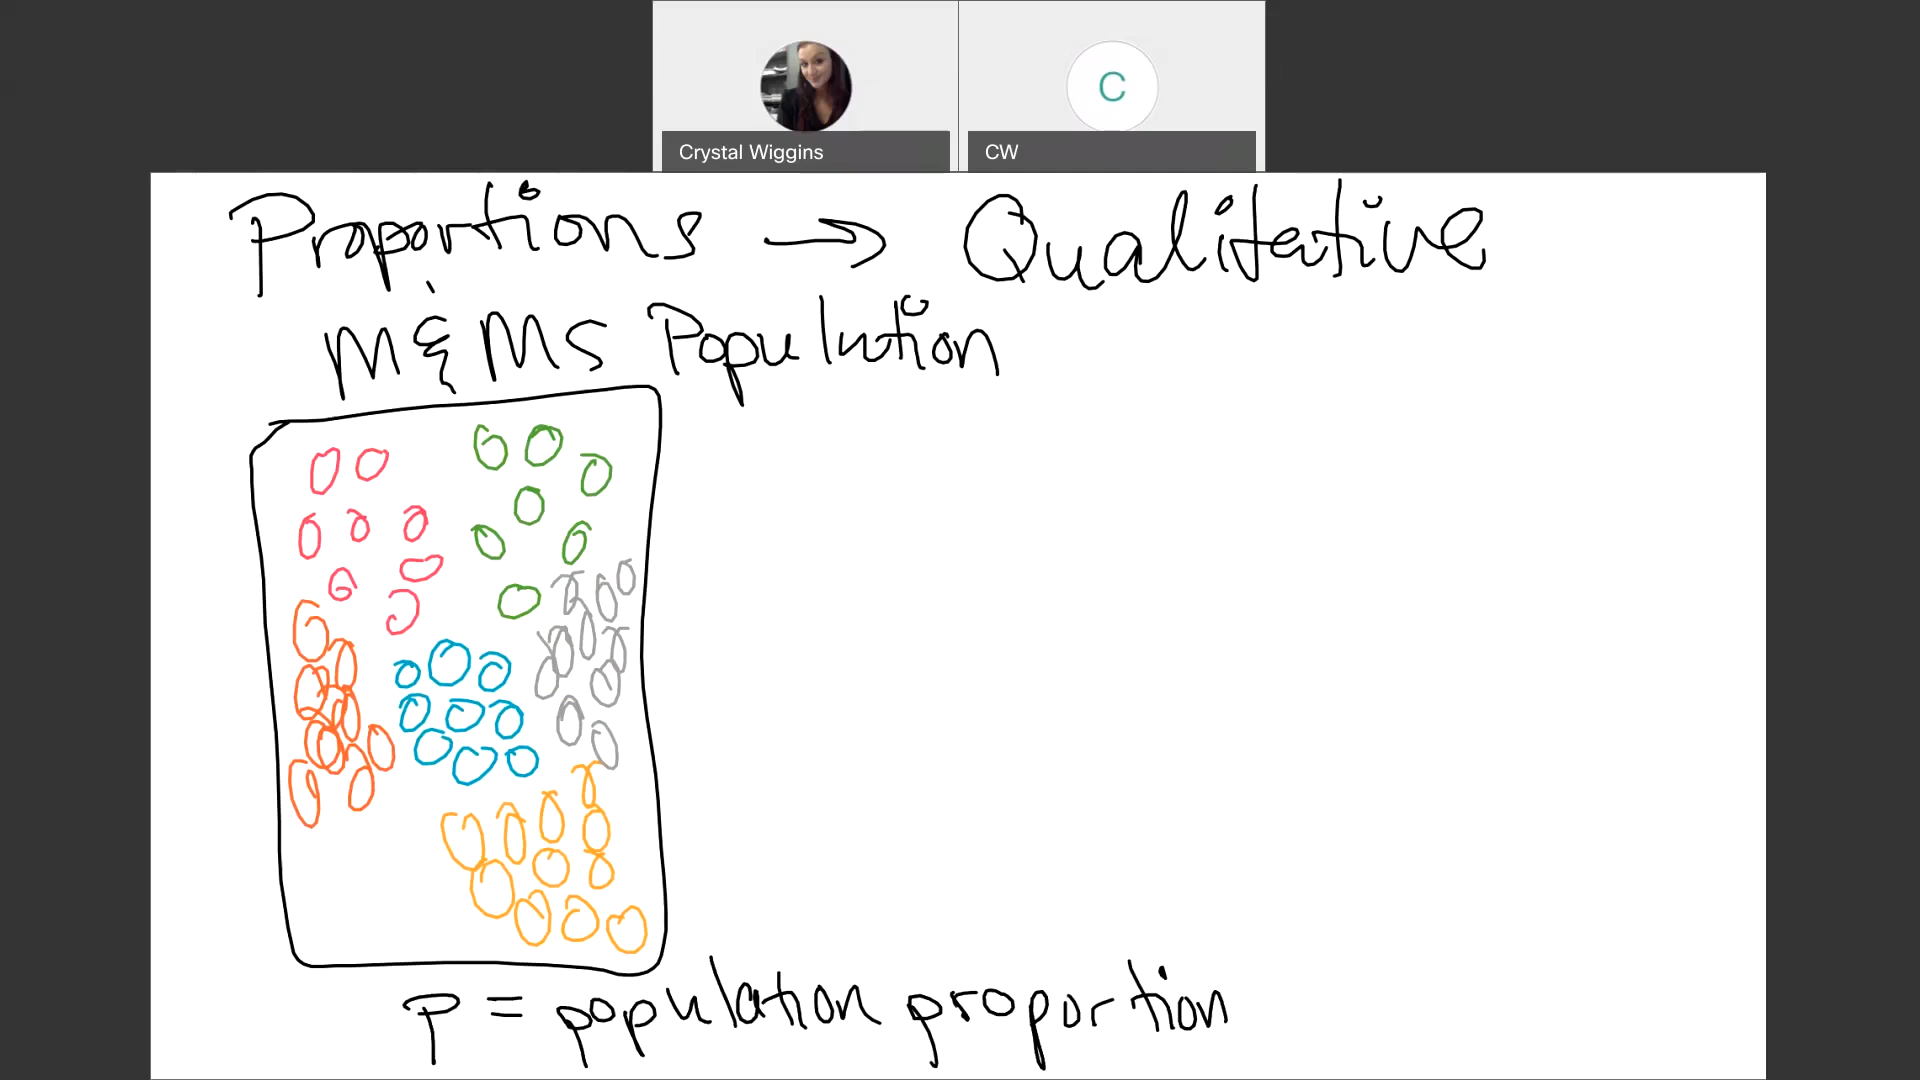 Crystal Wiggins
C
CW
Proportions → Qualitative
M&Ms Population
p = population proportion